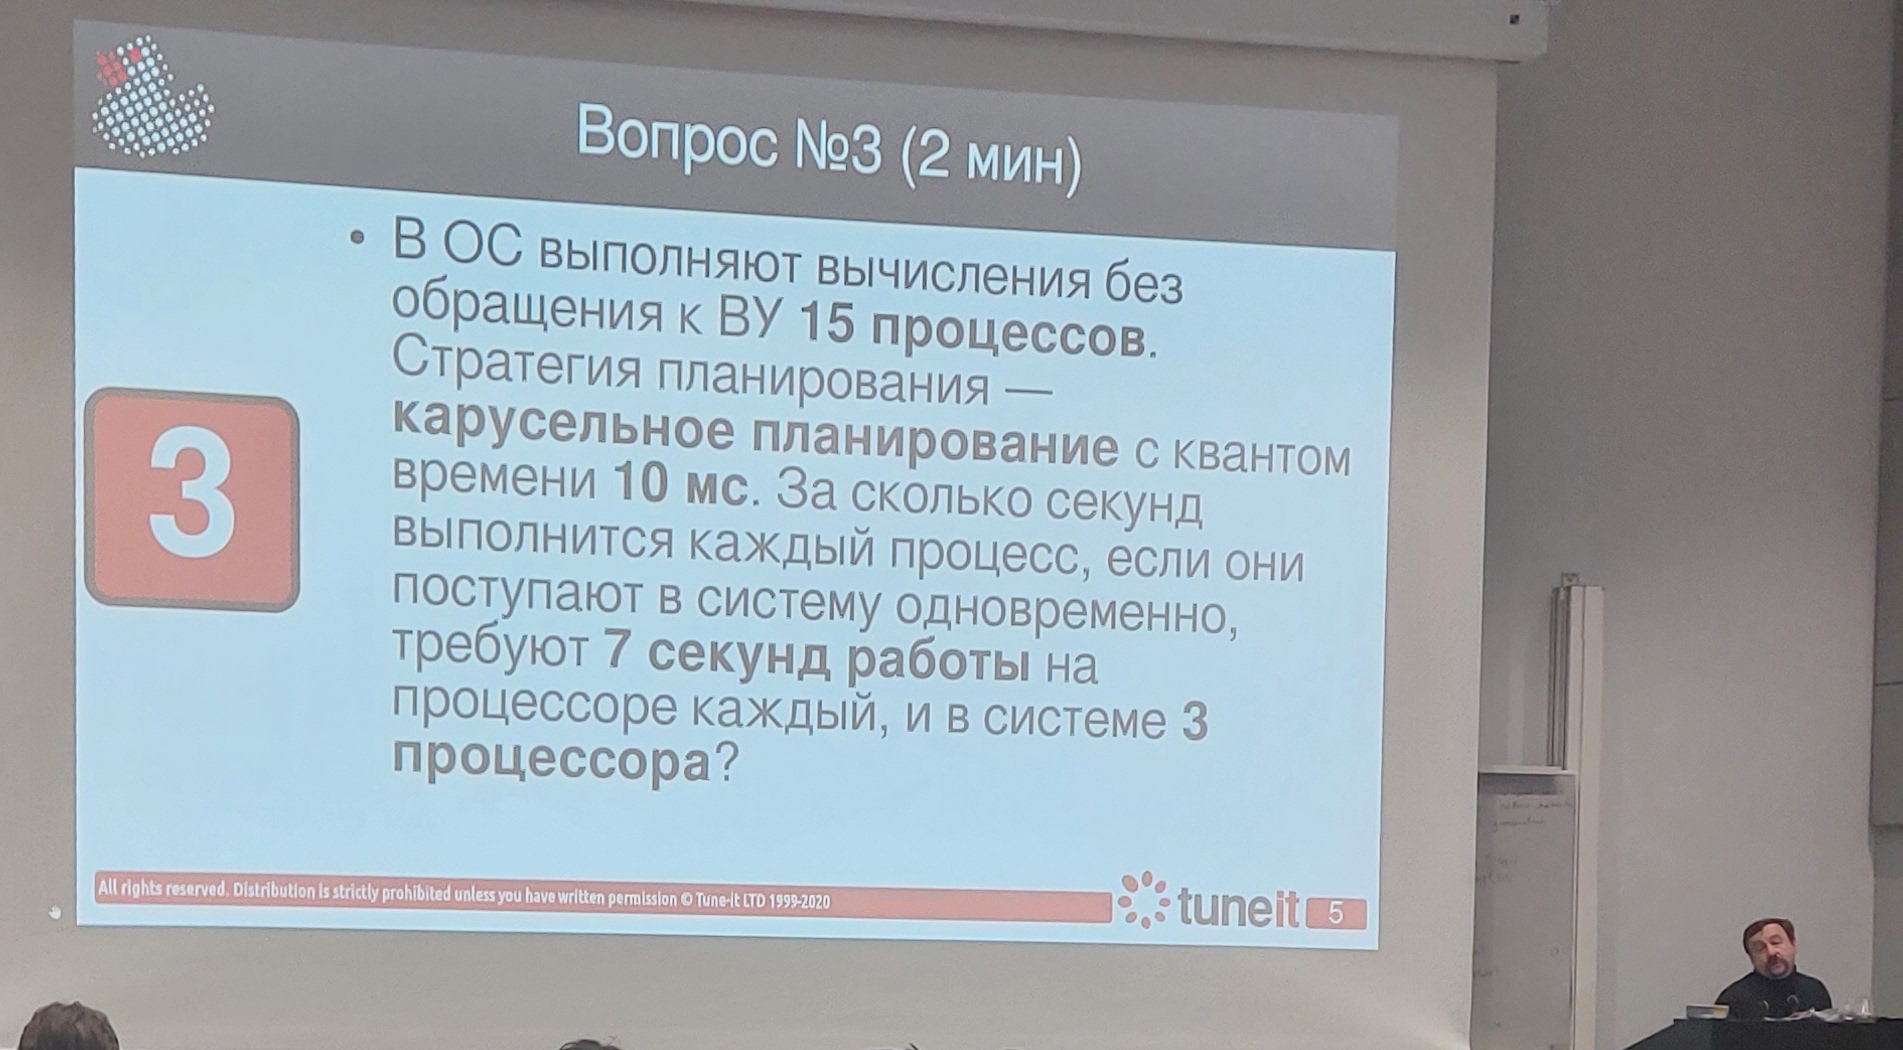 Вопрос №3 (2 мин)
• В ОС выполняют вычисления без
обращения к ВУ 15 процессов.
Стратегия планирования —
карусельное планирование с квантом
времени 10 мс. За сколько секунд
выполнится каждый процесс, если они
поступают в систему одновременно,
требуют 7 секунд работы на
процессоре каждый, и в системе 3
процессора?
3
All rights reserved. Distribution is strictly prohibited unless you have written permission © Tune-it LTD 1999-2020
tuneit
5